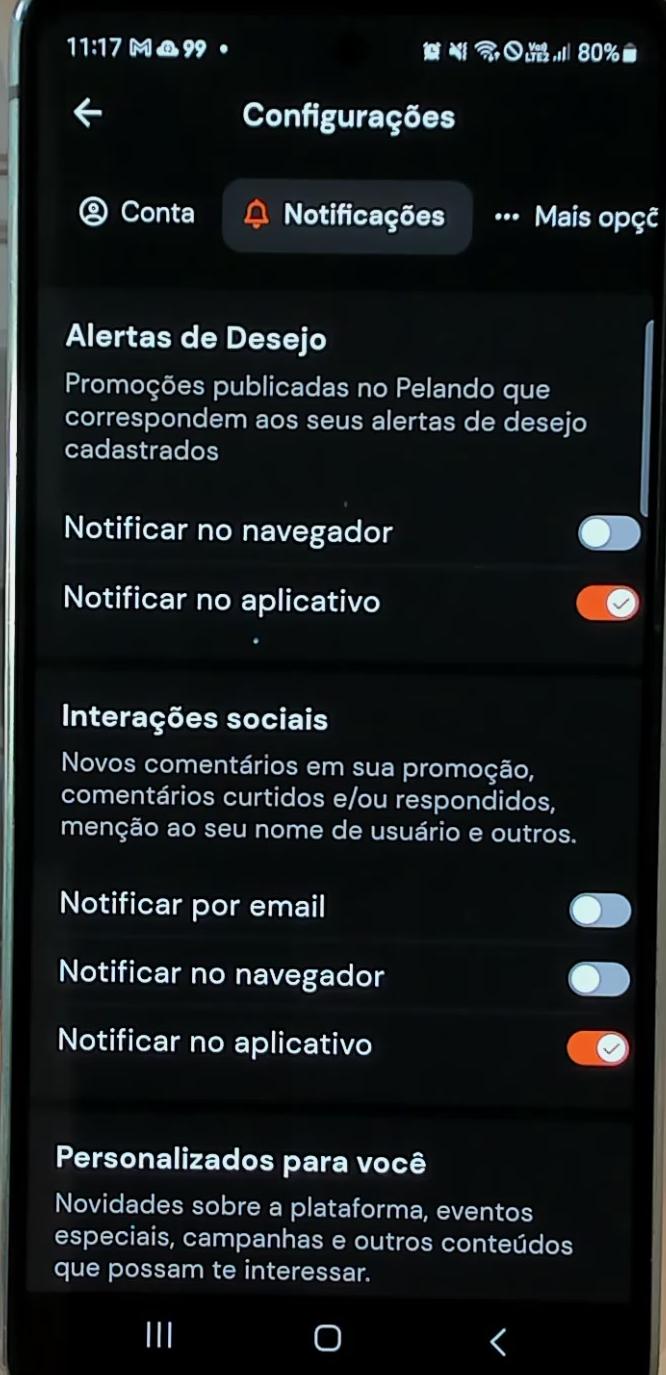 11:17 99 80%
Configurações
Conta Notificações Mais opçõ
Alertas de Desejo
Promoções publicadas no Pelando que
correspondem aos seus alertas de desejo
cadastrados
Notificar no navegador
Notificar no aplicativo
Interações sociais
Novos comentários em sua promoção,
comentários curtidos e/ou respondidos,
menção ao seu nome de usuário e outros.
Notificar por email
Notificar no navegador
Notificar no aplicativo
Personalizados para você
Novidades sobre a plataforma, eventos
especiais, campanhas e outros conteúdos
que possam te interessar.